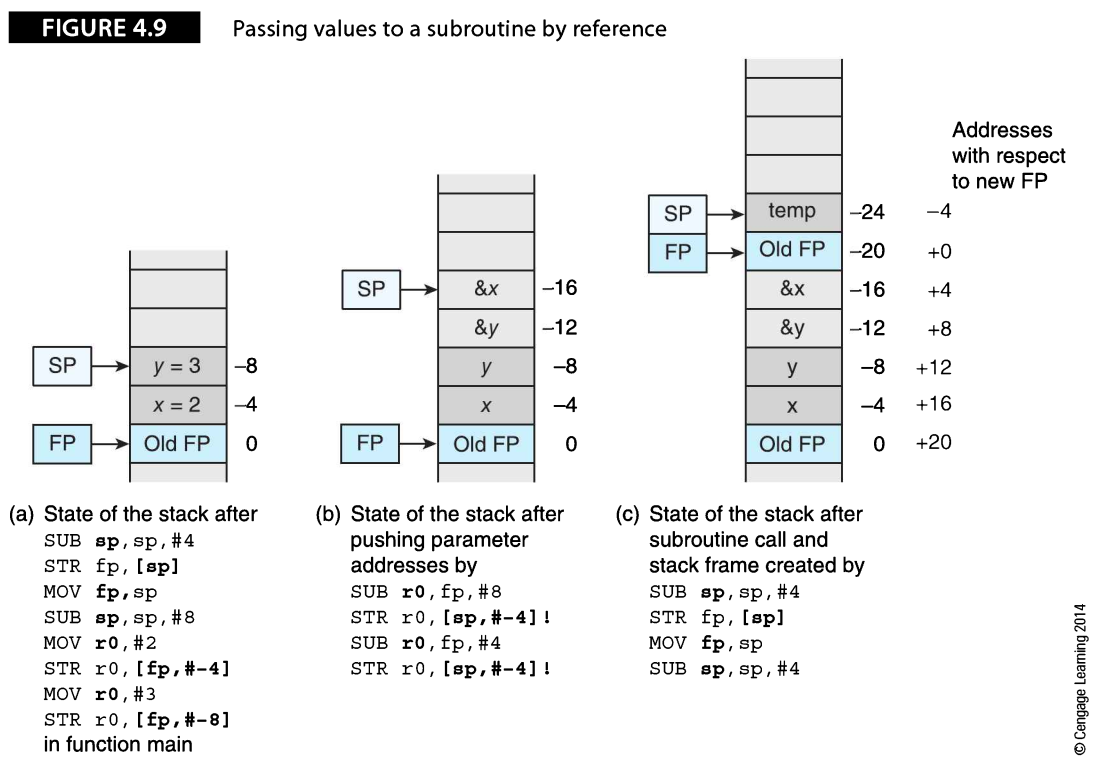 FIGURE 4.9 Passing values to a subroutine by reference
Addresses
with respect
to new FP
SP temp –24 –4
FP Old FP –20 +0
SP &x –16
&x –16 +4
&y –12
&y –12 +8
SP y = 3 –8
y –8
y –8 +12
x = 2 –4
x –4
x –4 +16
FP Old FP 0
FP Old FP 0
Old FP 0 +20
(a) State of the stack after
SUB sp,sp,#4
STR fp,[sp]
MOV fp,sp
SUB sp,sp,#8
MOV r0,#2
STR r0,[fp,#-4]
MOV r0,#3
STR r0,[fp,#-8]
in function main
(b) State of the stack after
pushing parameter
addresses by
SUB r0,fp,#8
STR r0,[sp,#-4]!
SUB r0,fp,#4
STR r0,[sp,#-4]!
(c) State of the stack after
subroutine call and
stack frame created by
SUB sp,sp,#4
STR fp,[sp]
MOV fp,sp
SUB sp,sp,#4
© Cengage Learning 2014